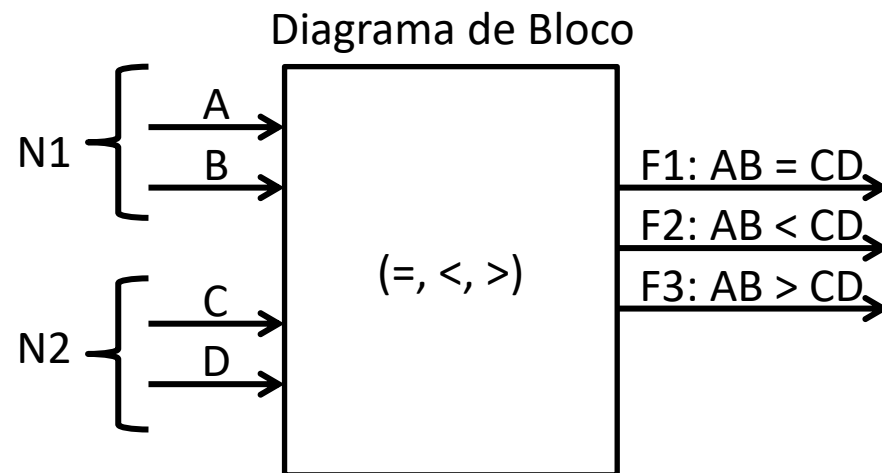 Diagrama de Bloco
N1
A
B
N2
C
D
(=, <, >)
F1: AB = CD
F2: AB < CD
F3: AB > CD